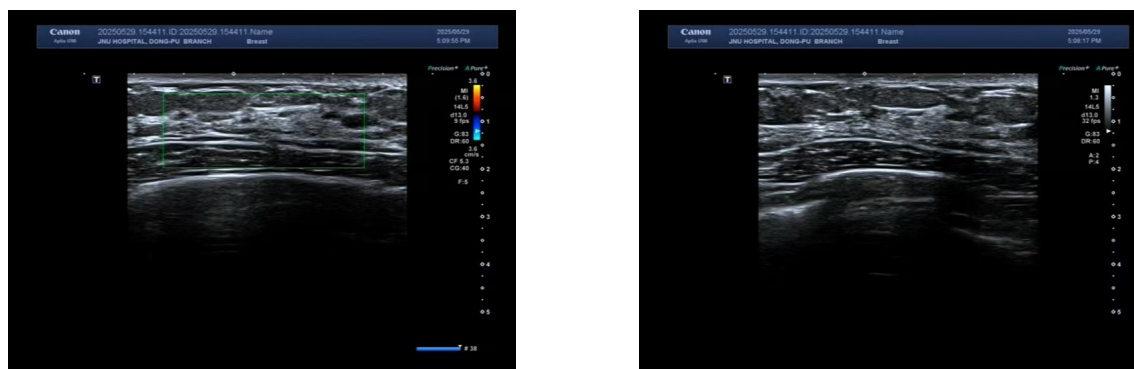 Canon
Aplio i700
20250529.154411.ID:20250529.154411.Name
JNU HOSPITAL, DONG-PU BRANCH Breast
2025/05/29
5:09:55 PM
Precision+ A Pure+
T
3.6
MI
(1.6)
14L5
d13.0
9 fps
G:83
DR:60
3.6
cm/s
CF 5.3
CG:40
F:5
0
1
2
3
4
5
# 38
Canon
20250529.154411.ID:20250529.154411.Name
JNU HOSPITAL, DONG-PU BRANCH Breast
2025/05/29
5:08:17 PM
Precision+ A Pure+
T
MI
1.3
14L5
d13.0
32 fps
G:83
DR:60
A:2
P:4
0
1
2
3
4
5